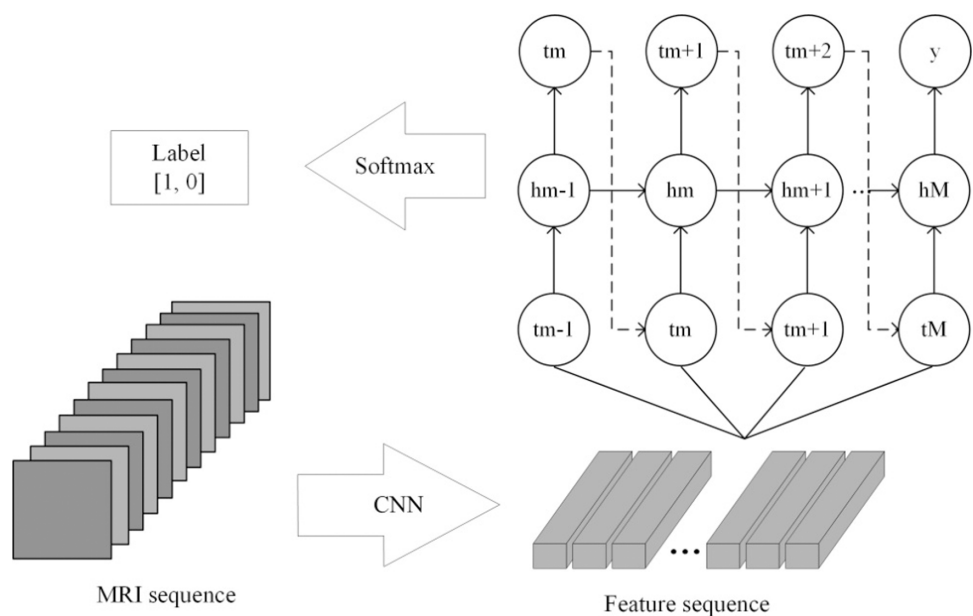 tm tm+1 tm+2 y
Label
[1, 0]
Softmax
hm-1 hm hm+1 ... hM
tm-1 tm tm+1 tM
CNN
...
MRI sequence
Feature sequence